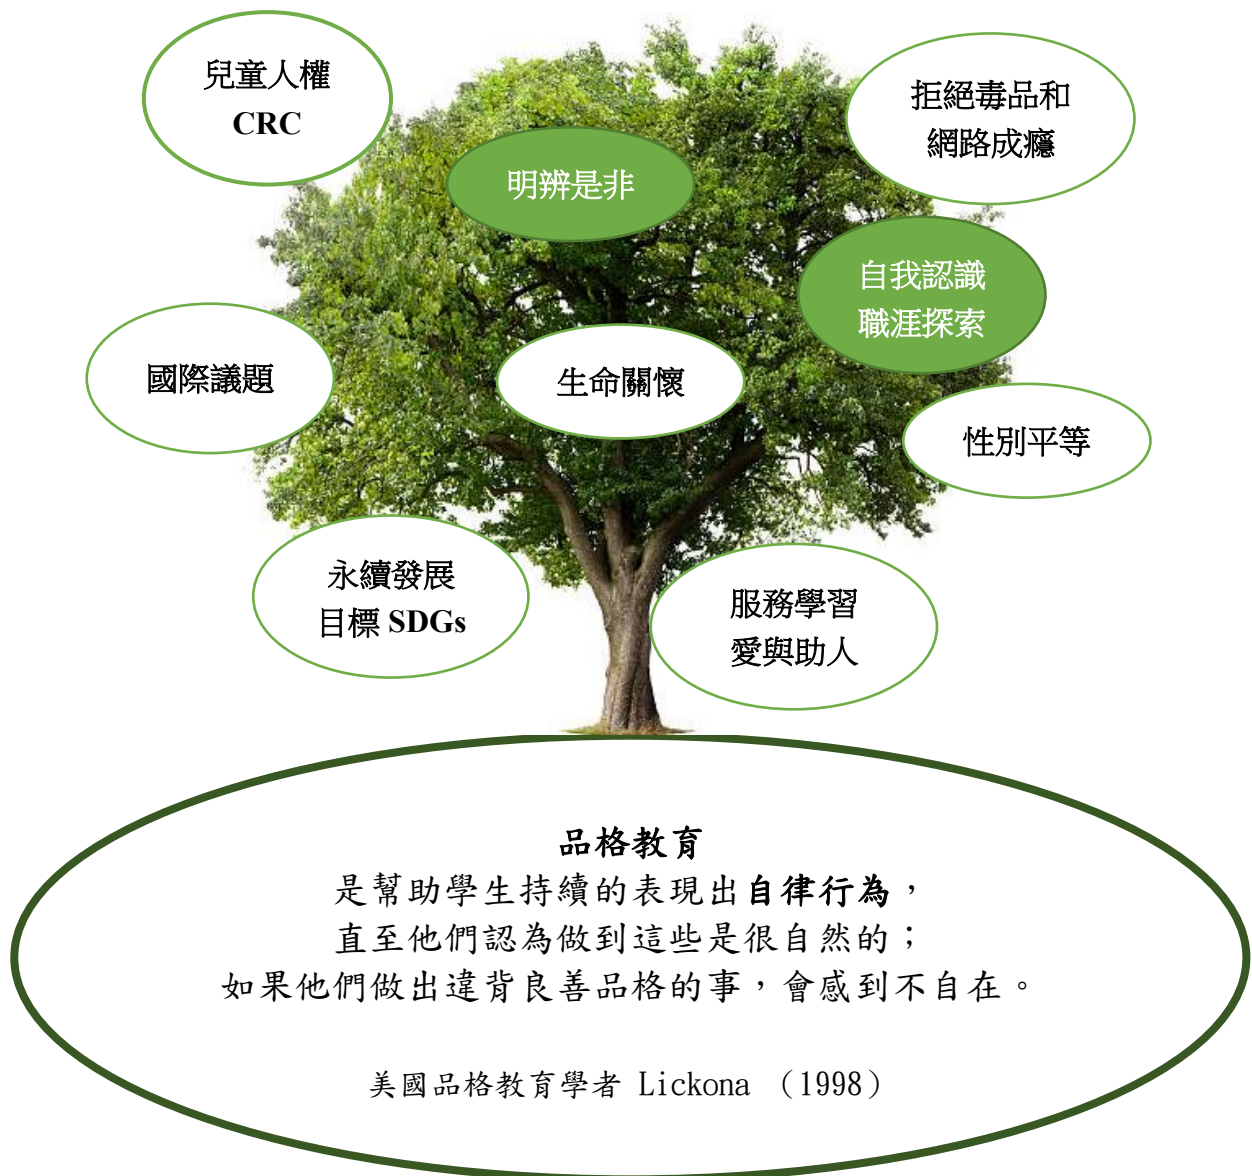 兒童人權
CRC
拒絕毒品和
網路成癮
明辨是非
自我認識
職涯探索
國際議題
生命關懷
性別平等
永續發展
目標 SDGs
服務學習
愛與助人
品格教育
是幫助學生持續的表現出自律行為，
直至他們認為做到這些是很自然的；
如果他們做出違背良善品格的事，會感到不自在。
美國品格教育學者 Lickona （1998）